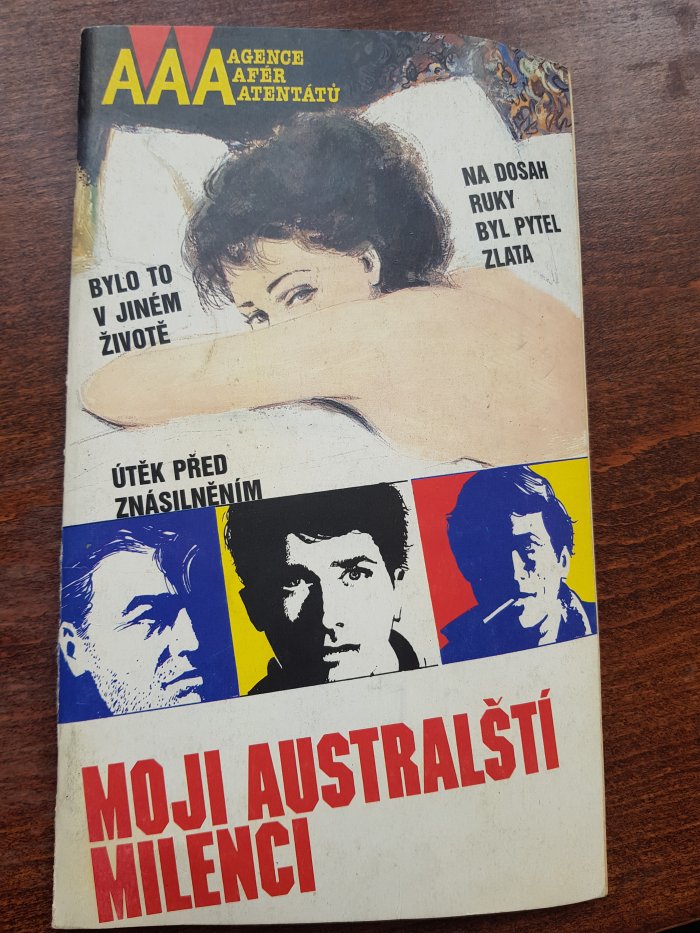 AAA
AGENCE
AFÉR
ATENTÁTŮ
NA DOSAH
RUKY
BYL PYTEL
ZLATA
BYLO TO
V JINÉM
ŽIVOTĚ
ÚTĚK PŘED
ZNÁSILNĚNÍM
MOJI AUSTRALŠTÍ
MILENCI